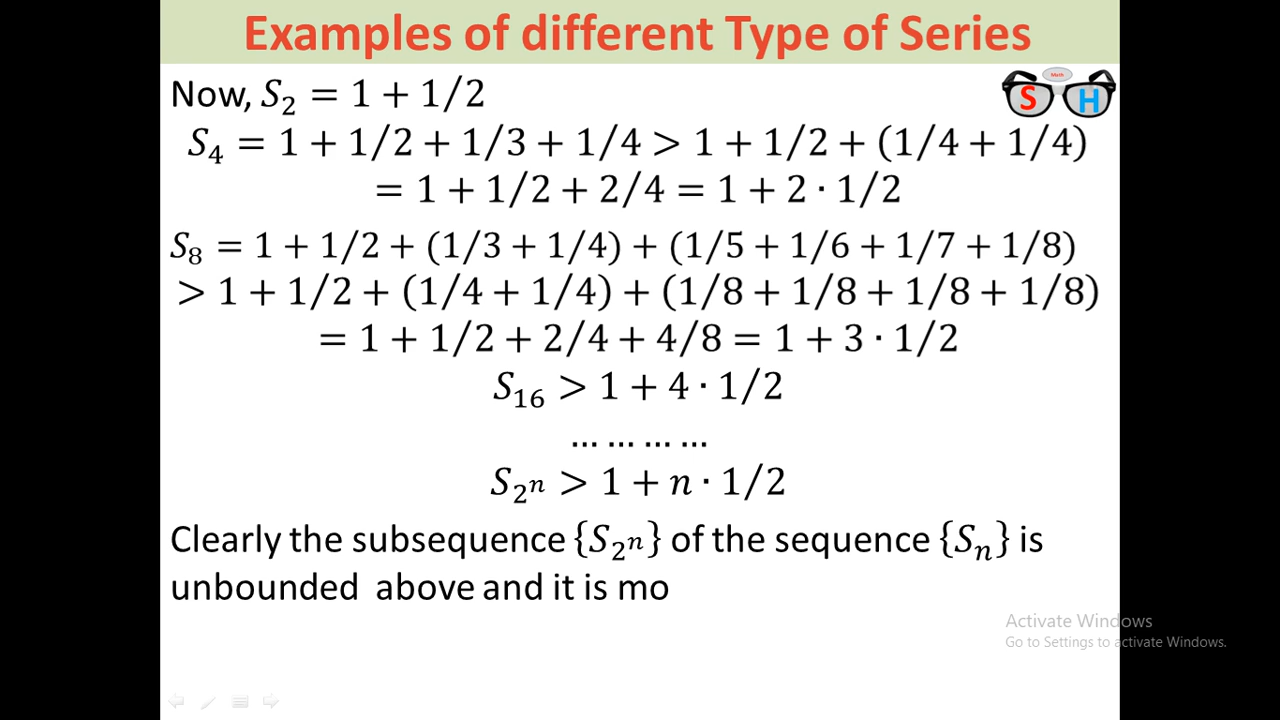 Examples of different Type of Series
Math
S H
Now, S₂ = 1 + 1/2
S₄ = 1 + 1/2 + 1/3 + 1/4 > 1 + 1/2 + (1/4 + 1/4)
= 1 + 1/2 + 2/4 = 1 + 2 · 1/2
S₈ = 1 + 1/2 + (1/3 + 1/4) + (1/5 + 1/6 + 1/7 + 1/8)
> 1 + 1/2 + (1/4 + 1/4) + (1/8 + 1/8 + 1/8 + 1/8)
= 1 + 1/2 + 2/4 + 4/8 = 1 + 3 · 1/2
S₁₆ > 1 + 4 · 1/2
... ... ... ...
S_{2ⁿ} > 1 + n · 1/2
Clearly the subsequence {S_{2ⁿ}} of the sequence {Sₙ} is
unbounded above and it is mo
Activate Windows
Go to Settings to activate Windows.